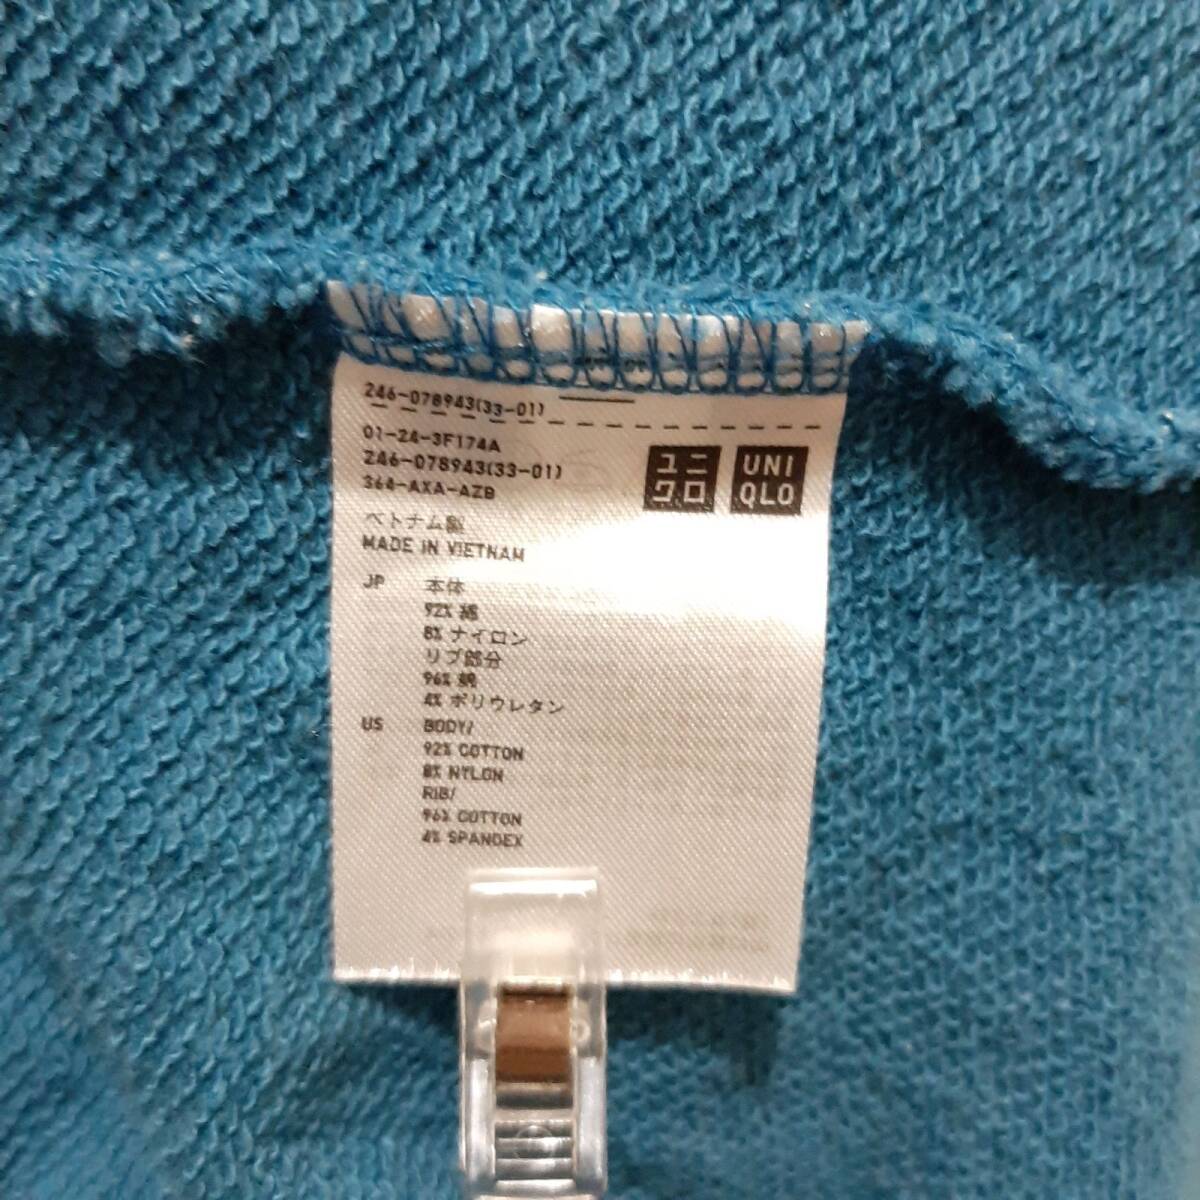 246-078943(33-01)
01-24-3F174A
246-078943(33-01)
364-AXA-AZB
ユニ
クロ
UNI
QLO
ベトナム製
MADE IN VIETNAM
JP 本体
92% 綿
8% ナイロン
リブ部分
96% 綿
4% ポリウレタン
US BODY/
92% COTTON
8% NYLON
RIB/
96% COTTON
4% SPANDEX